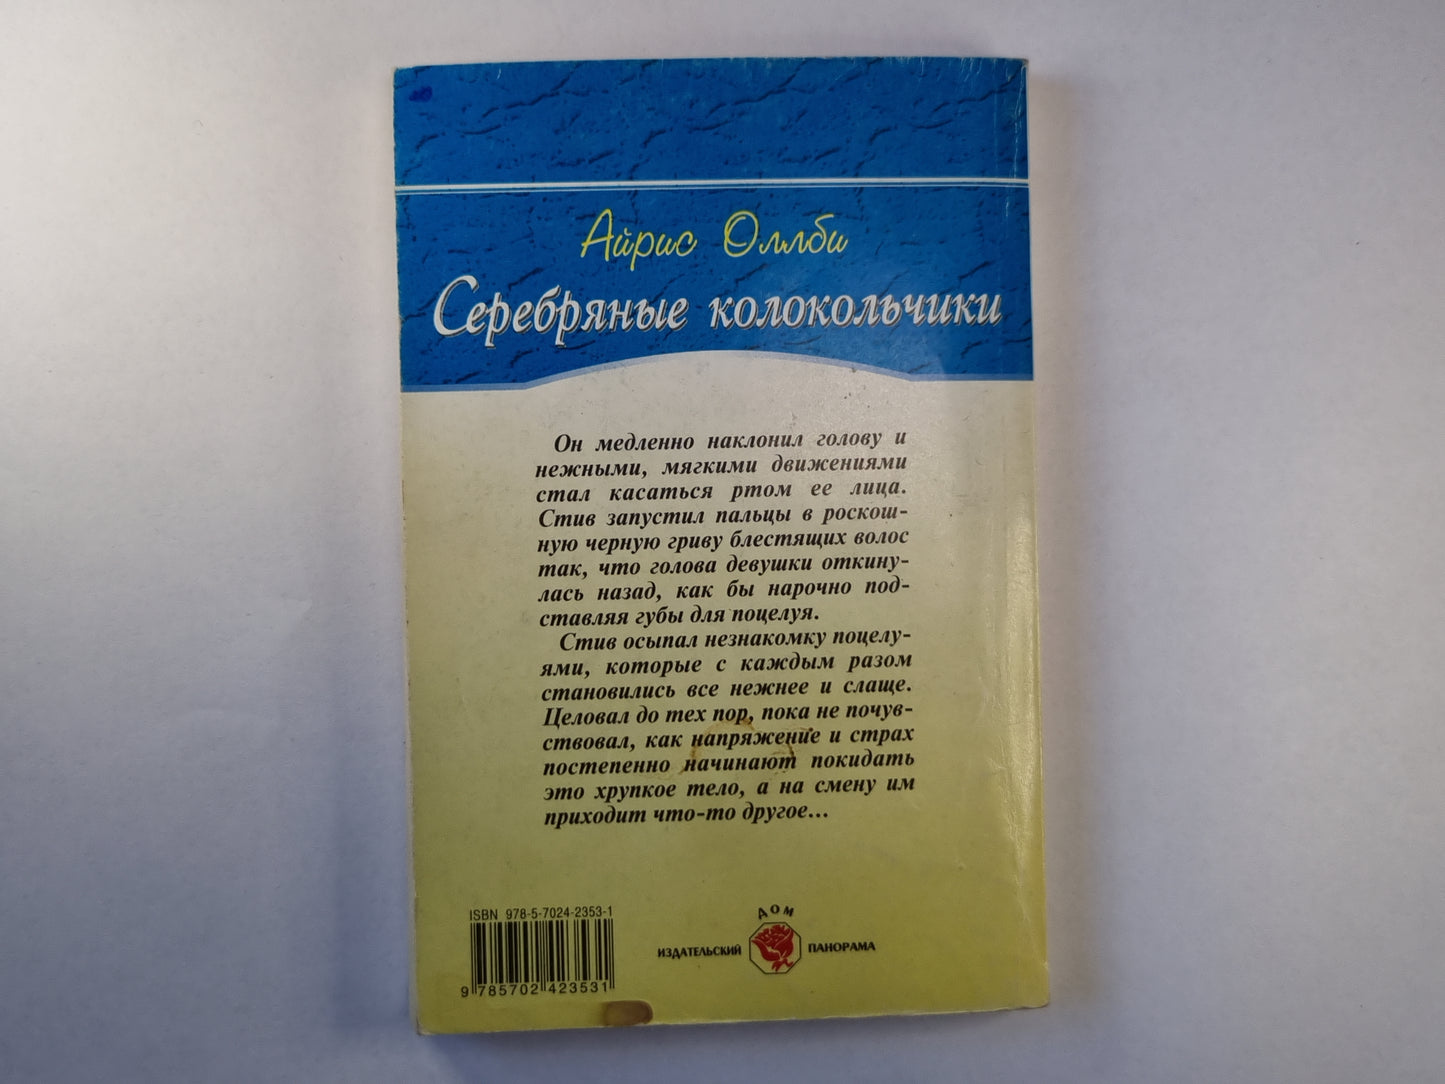 Айрис Оллби
Серебряные колокольчики
Он медленно наклонил голову и
нежными, мягкими движениями
стал касаться ртом ее лица.
Стив запустил пальцы в роскош-
ную черную гриву блестящих волос
так, что голова девушки откину-
лась назад, как бы нарочно под-
ставляя губы для поцелуя.
Стив осыпал незнакомку поцелу-
ями, которые с каждым разом
становились все нежнее и слаще.
Целовал до тех пор, пока не почув-
ствовал, как напряжение и страх
постепенно начинают покидать
это хрупкое тело, а на смену им
приходит что-то другое...
ISBN 978-5-7024-2353-1
9 785702 423531
ДОМ
ИЗДАТЕЛЬСКИЙ ПАНОРАМА